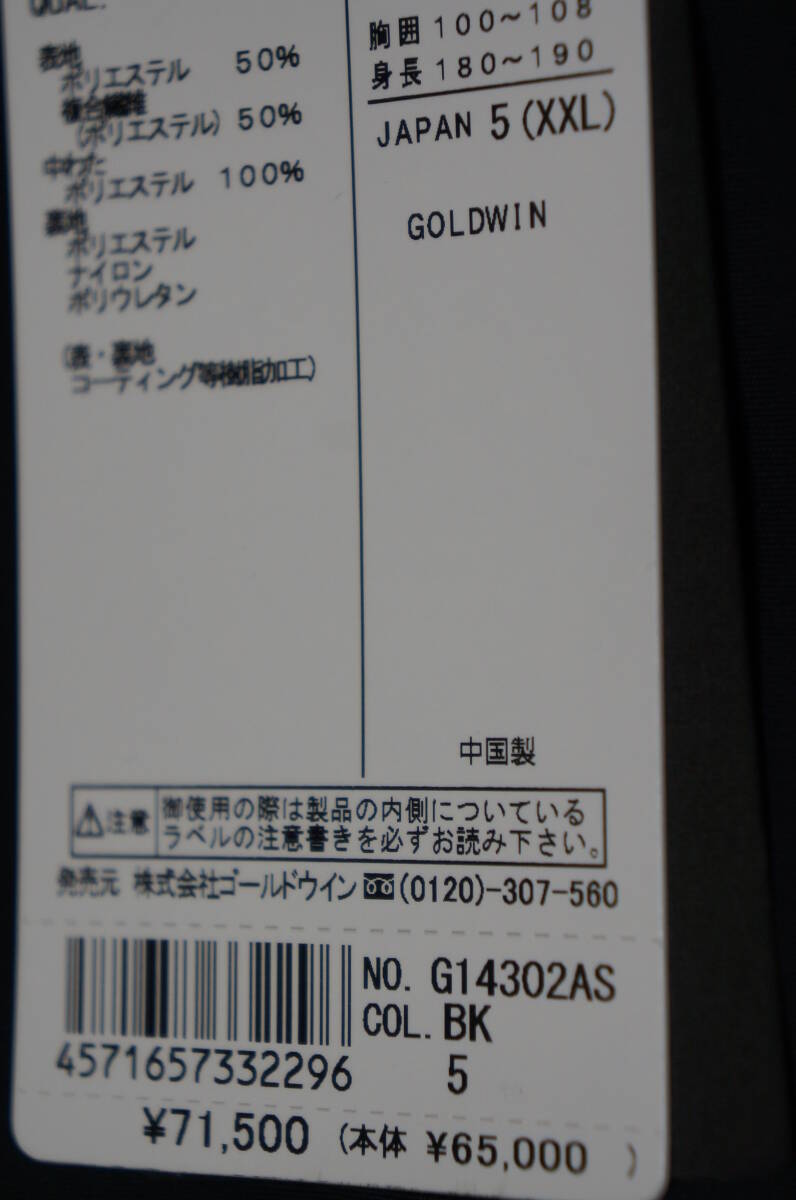 QUAL.
表地
ポリエステル 50%
複合繊維
(ポリエステル) 50%
中わた
ポリエステル 100%
裏地
ポリエステル
ナイロン
ポリウレタン
(表・裏地
コーティング等樹脂加工)
胸囲 100~108
身長 180~190
JAPAN 5 (XXL)
GOLDWIN
中国製
注意 御使用の際は製品の内側についている
ラベルの注意書きを必ずお読み下さい。
発売元 株式会社ゴールドウイン (0120)-307-560
NO. G14302AS
COL. BK
5
4571657332296
¥71,500 (本体 ¥65,000 )